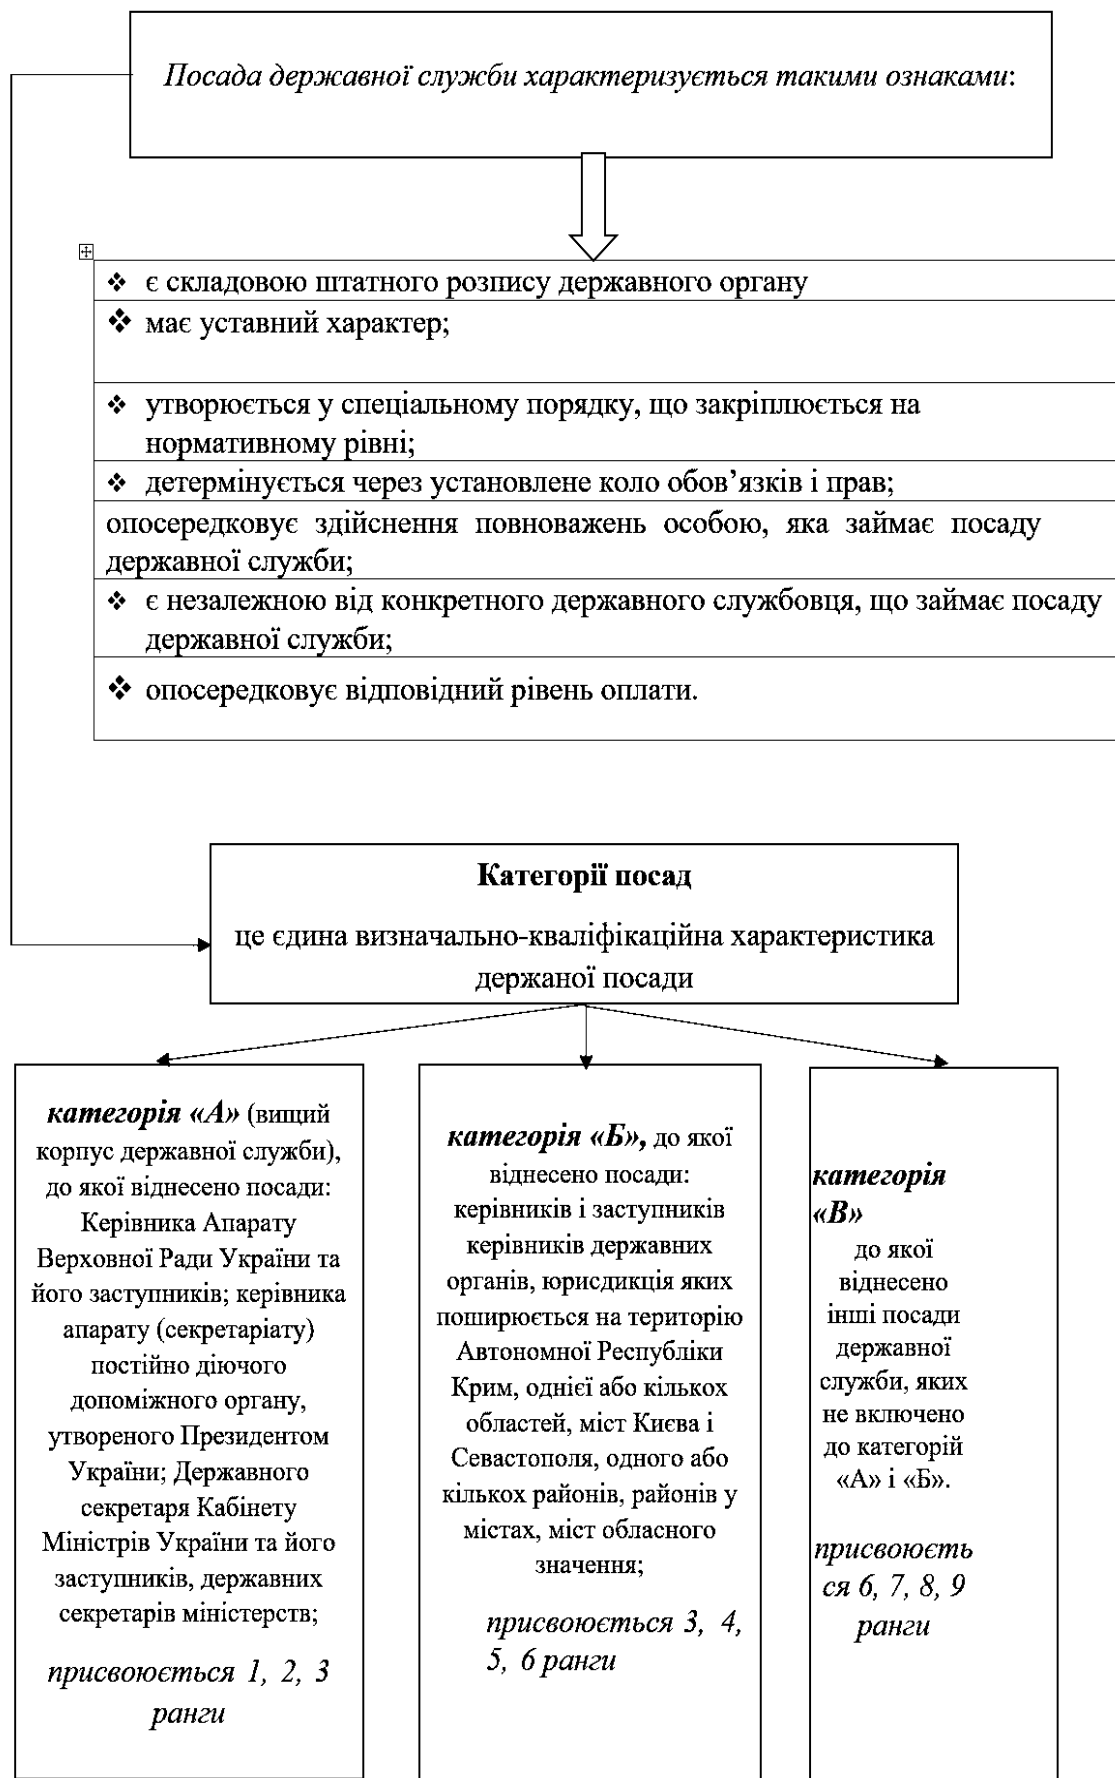 Посада державної служби характеризується такими ознаками:
❖ є складовою штатного розпису державного органу
❖ має уставний характер;
❖ утворюється у спеціальному порядку, що закріплюється на
нормативному рівні;
❖ детермінується через установлене коло обов’язків і прав;
опосередковує здійснення повноважень особою, яка займає посаду
державної служби;
❖ є незалежною від конкретного державного службовця, що займає посаду
державної служби;
❖ опосередковує відповідний рівень оплати.
Категорії посад
це єдина визначально-кваліфікаційна характеристика
держаної посади
категорія «А» (вищий
корпус державної служби),
до якої віднесено посади:
Керівника Апарату
Верховної Ради України та
його заступників; керівника
апарату (секретаріату)
постійно діючого
допоміжного органу,
утвореного Президентом
України; Державного
секретаря Кабінету
Міністрів України та його
заступників, державних
секретарів міністерств;
присвоюється 1, 2, 3
ранги
категорія «Б», до якої
віднесено посади:
керівників і заступників
керівників державних
органів, юрисдикція яких
поширюється на територію
Автономної Республіки
Крим, однієї або кількох
областей, міст Києва і
Севастополя, одного або
кількох районів, районів у
містах, міст обласного
значення;
присвоюється 3, 4,
5, 6 ранги
категорія
«В»
до якої
віднесено
інші посади
державної
служби, яких
не включено
до категорій
«А» і «Б».
присвоюєть
ся 6, 7, 8, 9
ранги